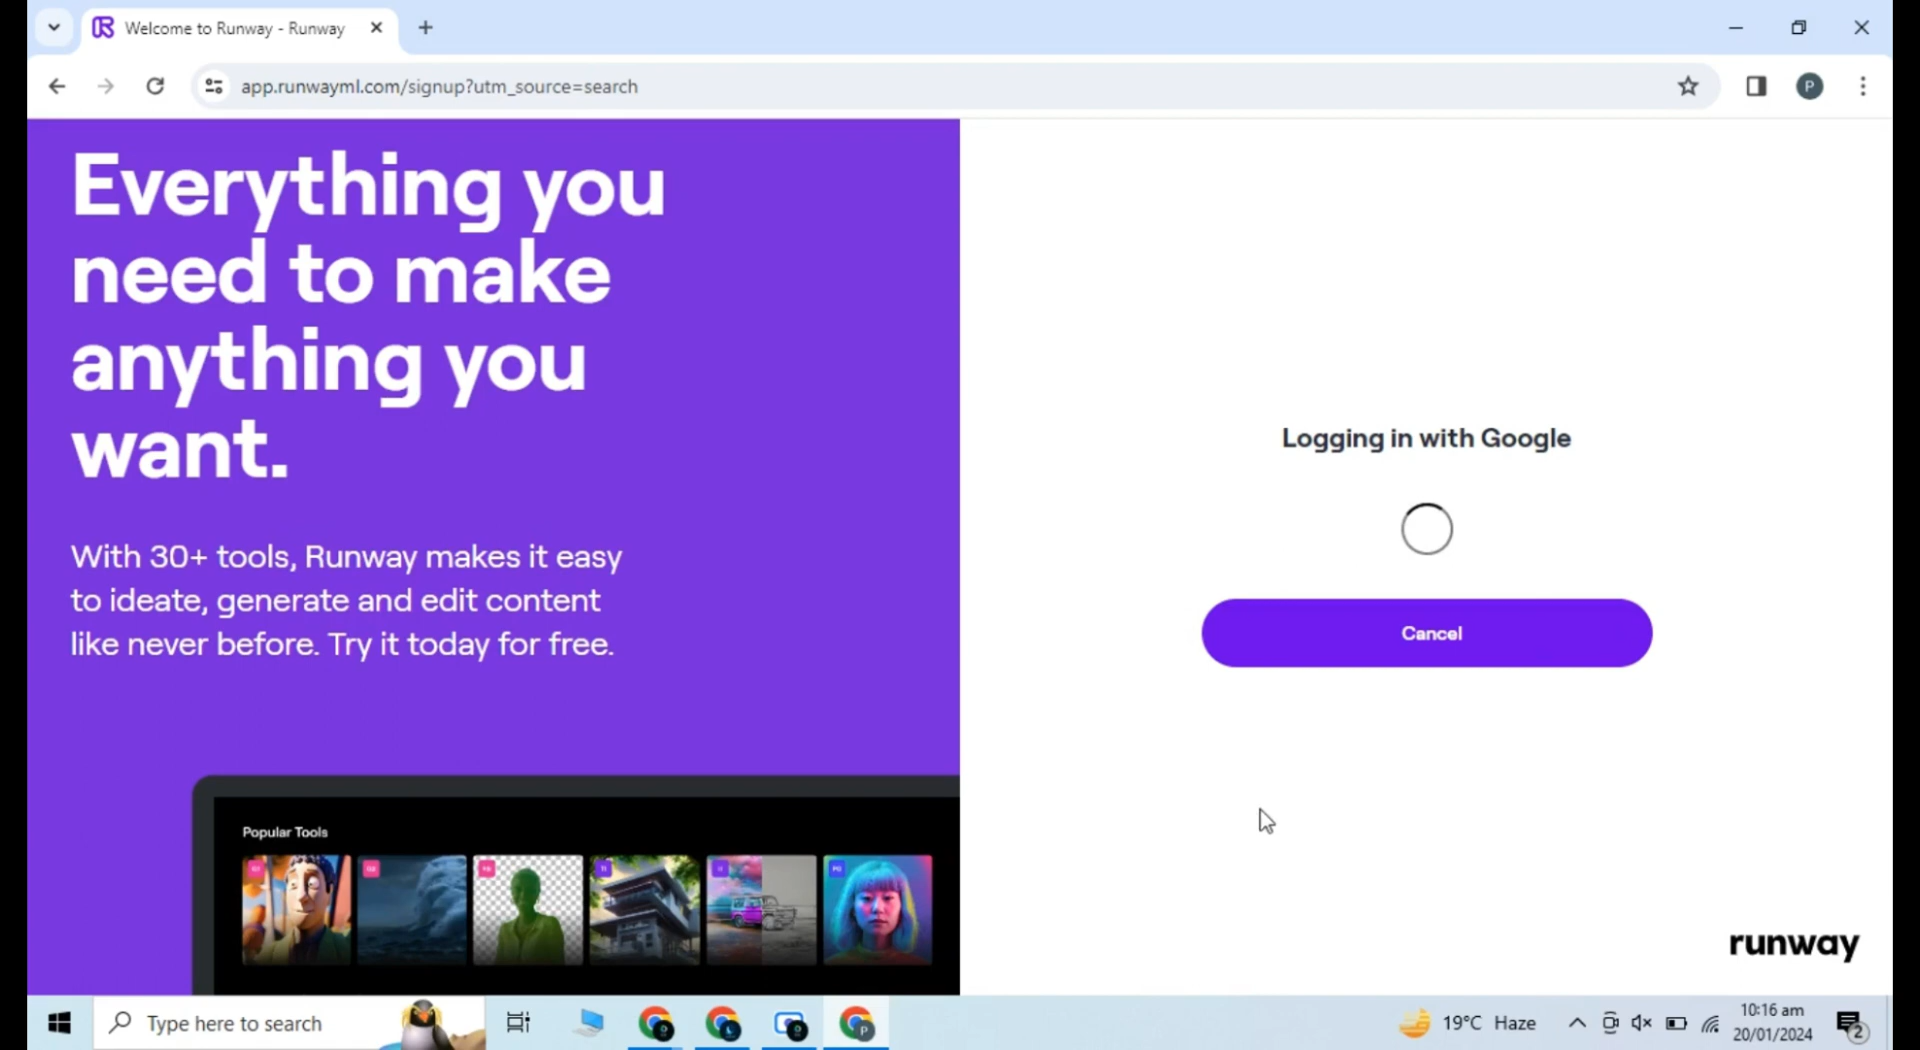 Welcome to Runway - Runway
app.runwayml.com/signup?utm_source=search
P
Everything you
need to make
anything you
want.
With 30+ tools, Runway makes it easy
to ideate, generate and edit content
like never before. Try it today for free.
Popular Tools
Logging in with Google
Cancel
runway
Type here to search
P
19°C Haze
10:16 am
20/01/2024
2